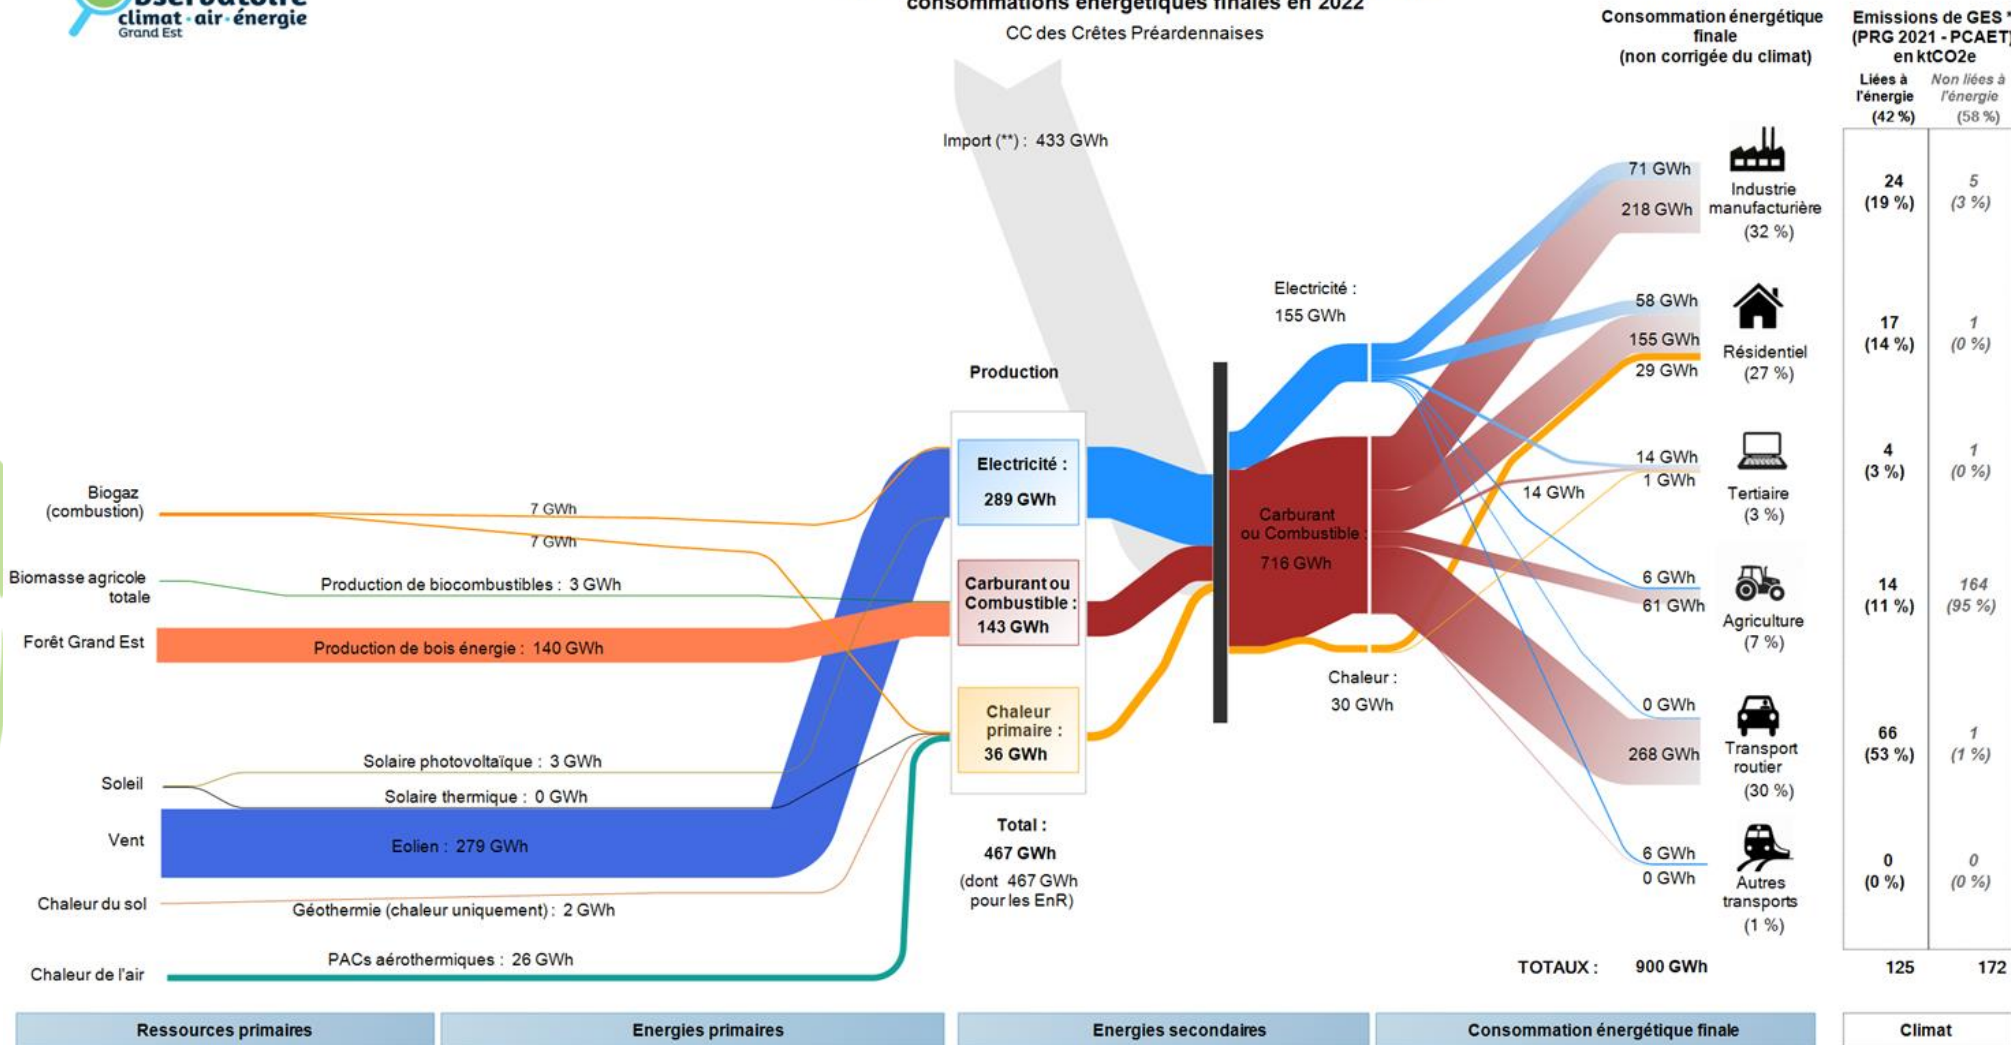 Observatoire
climat · air · énergie
Grand Est
consommations énergétiques finales en 2022
CC des Crêtes Préardennaises
Consommation énergétique
finale
(non corrigée du climat)
Emissions de GES *
(PRG 2021 - PCAET)
en ktCO2e
Liées à
l'énergie
(42 %)
Non liées à
l'énergie
(58 %)
Import (**) : 433 GWh
71 GWh
218 GWh
Industrie
manufacturière
(32 %)
24
(19 %)
5
(3 %)
Electricité :
155 GWh
58 GWh
155 GWh
29 GWh
Résidentiel
(27 %)
17
(14 %)
1
(0 %)
Production
Electricité :
289 GWh
Carburant ou
Combustible :
143 GWh
Chaleur
primaire :
36 GWh
Total :
467 GWh
(dont 467 GWh
pour les EnR)
Biogaz
(combustion)
7 GWh
7 GWh
Biomasse agricole
totale
Production de biocombustibles : 3 GWh
Forêt Grand Est
Production de bois énergie : 140 GWh
Soleil
Solaire photovoltaïque : 3 GWh
Solaire thermique : 0 GWh
Vent
Eolien : 279 GWh
Chaleur du sol
Géothermie (chaleur uniquement) : 2 GWh
Chaleur de l'air
PACs aérothermiques : 26 GWh
Carburant
ou Combustible :
716 GWh
Chaleur :
30 GWh
14 GWh
1 GWh
14 GWh
Tertiaire
(3 %)
4
(3 %)
1
(0 %)
6 GWh
61 GWh
Agriculture
(7 %)
14
(11 %)
164
(95 %)
0 GWh
268 GWh
Transport
routier
(30 %)
66
(53 %)
1
(1 %)
6 GWh
0 GWh
Autres
transports
(1 %)
0
(0 %)
0
(0 %)
TOTAUX : 900 GWh
125
172
Ressources primaires
Energies primaires
Energies secondaires
Consommation énergétique finale
Climat